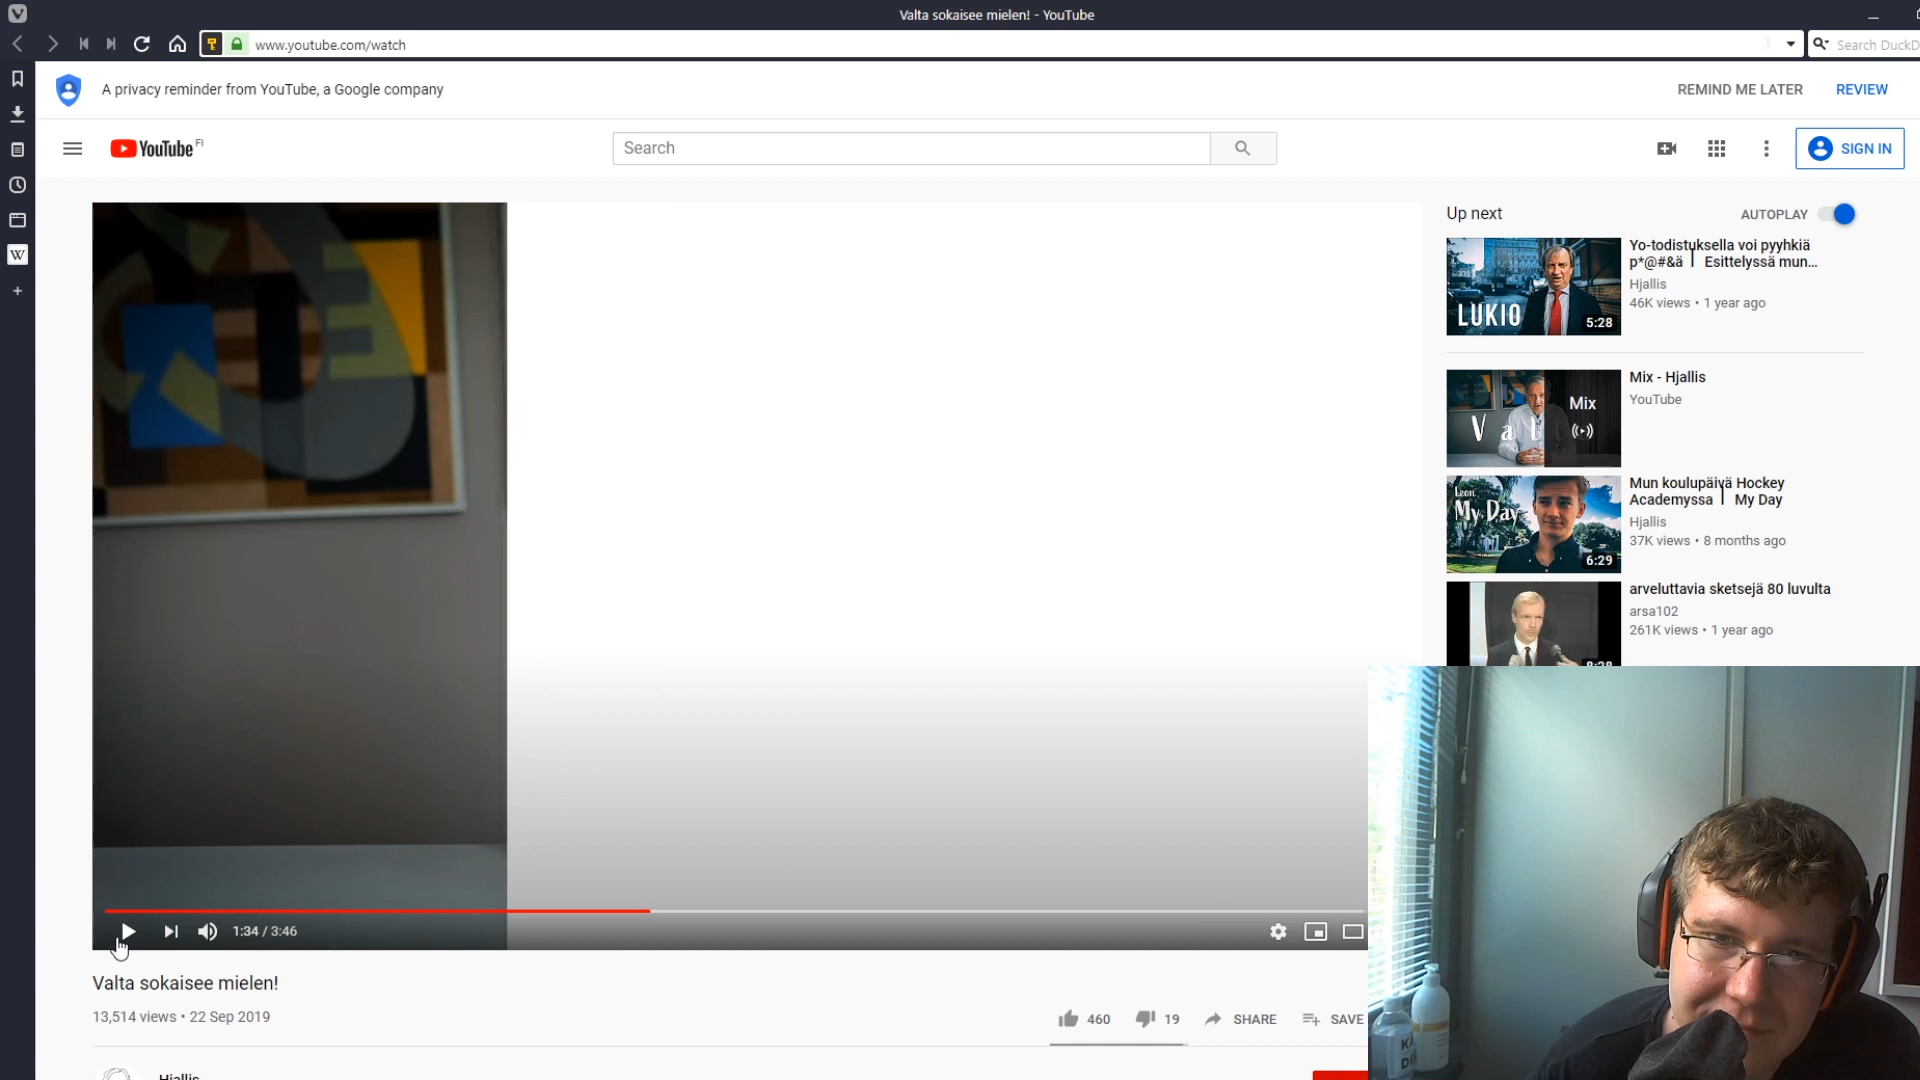 Valta sokaisee mielen! - YouTube
www.youtube.com/watch
Search DuckD
A privacy reminder from YouTube, a Google company
REMIND ME LATER
REVIEW
YouTube FI
Search
SIGN IN
Up next
AUTOPLAY
Yo-todistuksella voi pyyhkiä
p*@#&ä | Esittelyssä mun...
Hjallis
46K views • 1 year ago
LUKIO
5:28
Mix - Hjallis
YouTube
Mix
V a l
Mun koulupäivä Hockey
Academyssa | My Day
Hjallis
37K views • 8 months ago
Leon
My Day
6:29
arveluttavia sketsejä 80 luvulta
arsa102
261K views • 1 year ago
1:34 / 3:46
Valta sokaisee mielen!
13,514 views • 22 Sep 2019
460
19
SHARE
SAVE
Hjallis